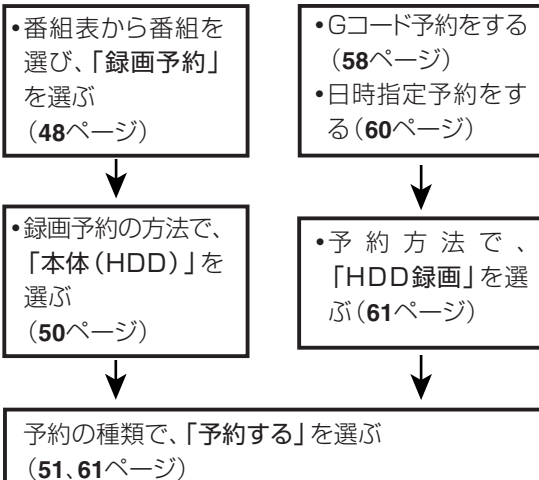 •番組表から番組を
選び、「録画予約」
を選ぶ
（48ページ）
•Gコード予約をする
（58ページ）
•日時指定予約をす
る（60ページ）
•録画予約の方法で、
「本体（HDD）」を
選ぶ
（50ページ）
•予約方法で、
「HDD録画」を選
ぶ（61ページ）
予約の種類で、「予約する」を選ぶ
（51、61ページ）